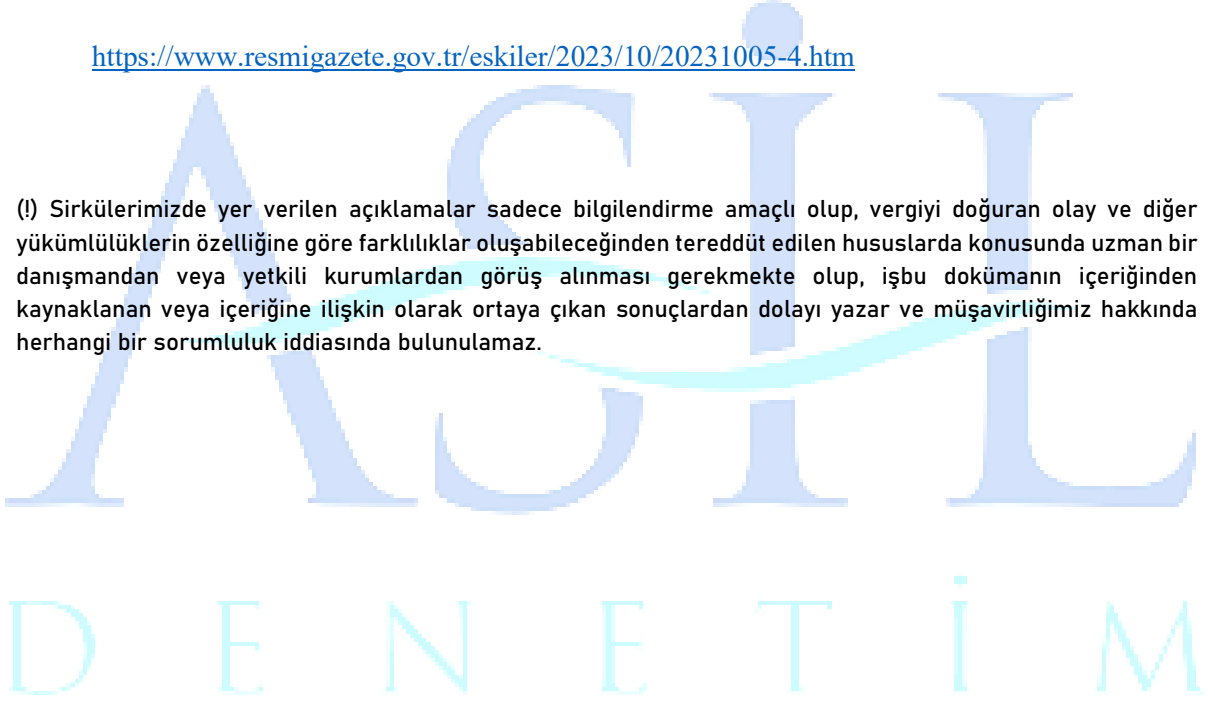 https://www.resmigazete.gov.tr/eskiler/2023/10/20231005-4.htm
(!) Sirkülerimizde yer verilen açıklamalar sadece bilgilendirme amaçlı olup, vergiyi doğuran olay ve diğer
yükümlülüklerin özelliğine göre farklılıklar oluşabileceğinden tereddüt edilen hususlarda konusunda uzman bir
danışmandan veya yetkili kurumlardan görüş alınması gerekmekte olup, işbu dokümanın içeriğinden
kaynaklanan veya içeriğine ilişkin olarak ortaya çıkan sonuçlardan dolayı yazar ve müşavirliğimiz hakkında
herhangi bir sorumluluk iddiasında bulunulamaz.
ASİL
DENETİM